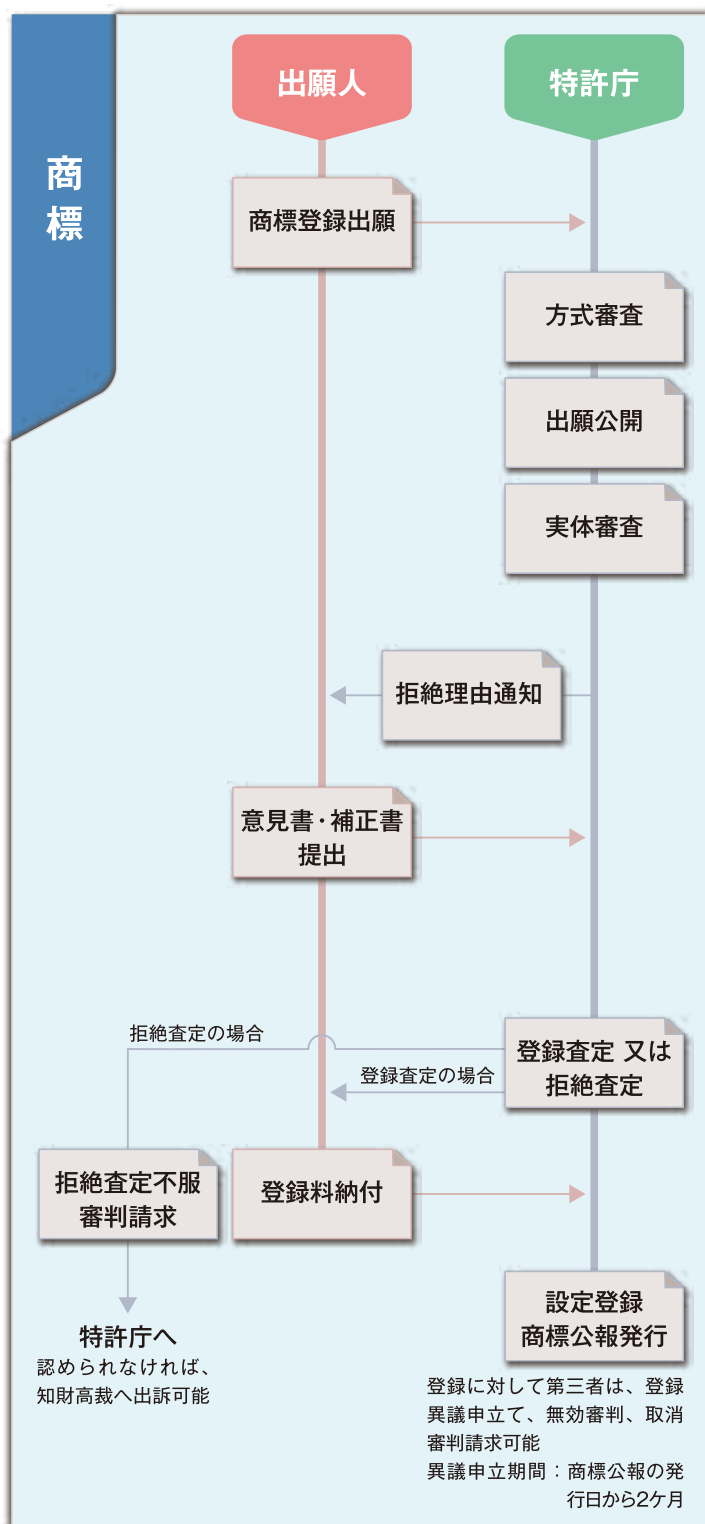 商標
出願人
特許庁
商標登録出願
方式審査
出願公開
実体審査
拒絶理由通知
意見書・補正書
提出
拒絶査定の場合
登録査定 又は
拒絶査定
登録査定の場合
拒絶査定不服
審判請求
登録料納付
特許庁へ
認められなければ、
知財高裁へ出訴可能
設定登録
商標公報発行
登録に対して第三者は、登録
異議申立て、無効審判、取消
審判請求可能
異議申立期間：商標公報の発
行日から2ケ月